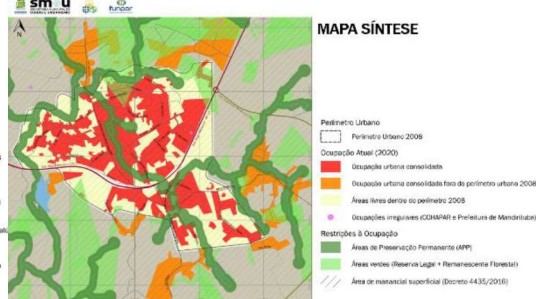 funpar
N
MAPA SÍNTESE
Perímetro Urbano
Perímetro Urbano 2008
Ocupação Atual (2020)
Ocupação urbana consolidada
Ocupação urbana consolidada fora do perímetro urbano 2008
Áreas livres dentro do perímetro 2008
Ocupações irregulares (COHAPAR e Prefeitura de Mandirituba)
Restrições à Ocupação
Áreas de Preservação Permanente (APP)
Áreas verdes (Reserva Legal + Remanescente Florestal)
Área de manancial superficial (Decreto 4435/2016)